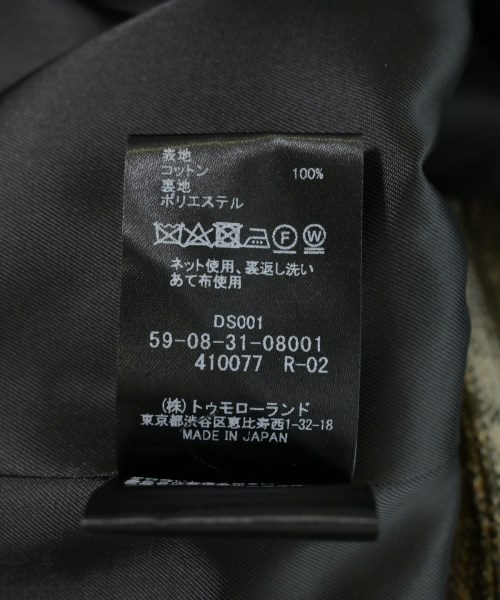 表地
コットン 100%
裏地
ポリエステル
F W
ネット使用、裏返し洗い
あて布使用
DS001
59-08-31-08001
410077 R-02
(株)トゥモローランド
東京都渋谷区恵比寿西1-32-18
MADE IN JAPAN